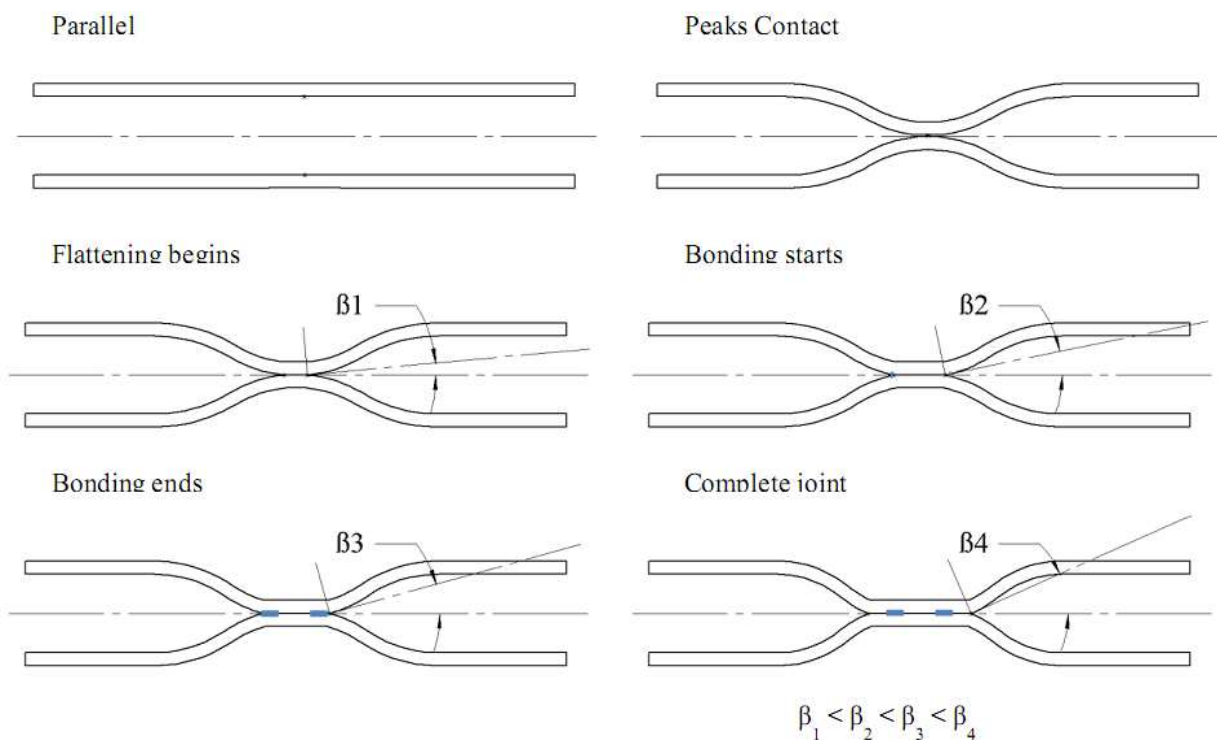 Parallel
Peaks Contact
Flattening begins
Bonding starts
ß1
ß2
Bonding ends
Complete joint
ß3
ß4
β₁ < β₂ < β₃ < β₄